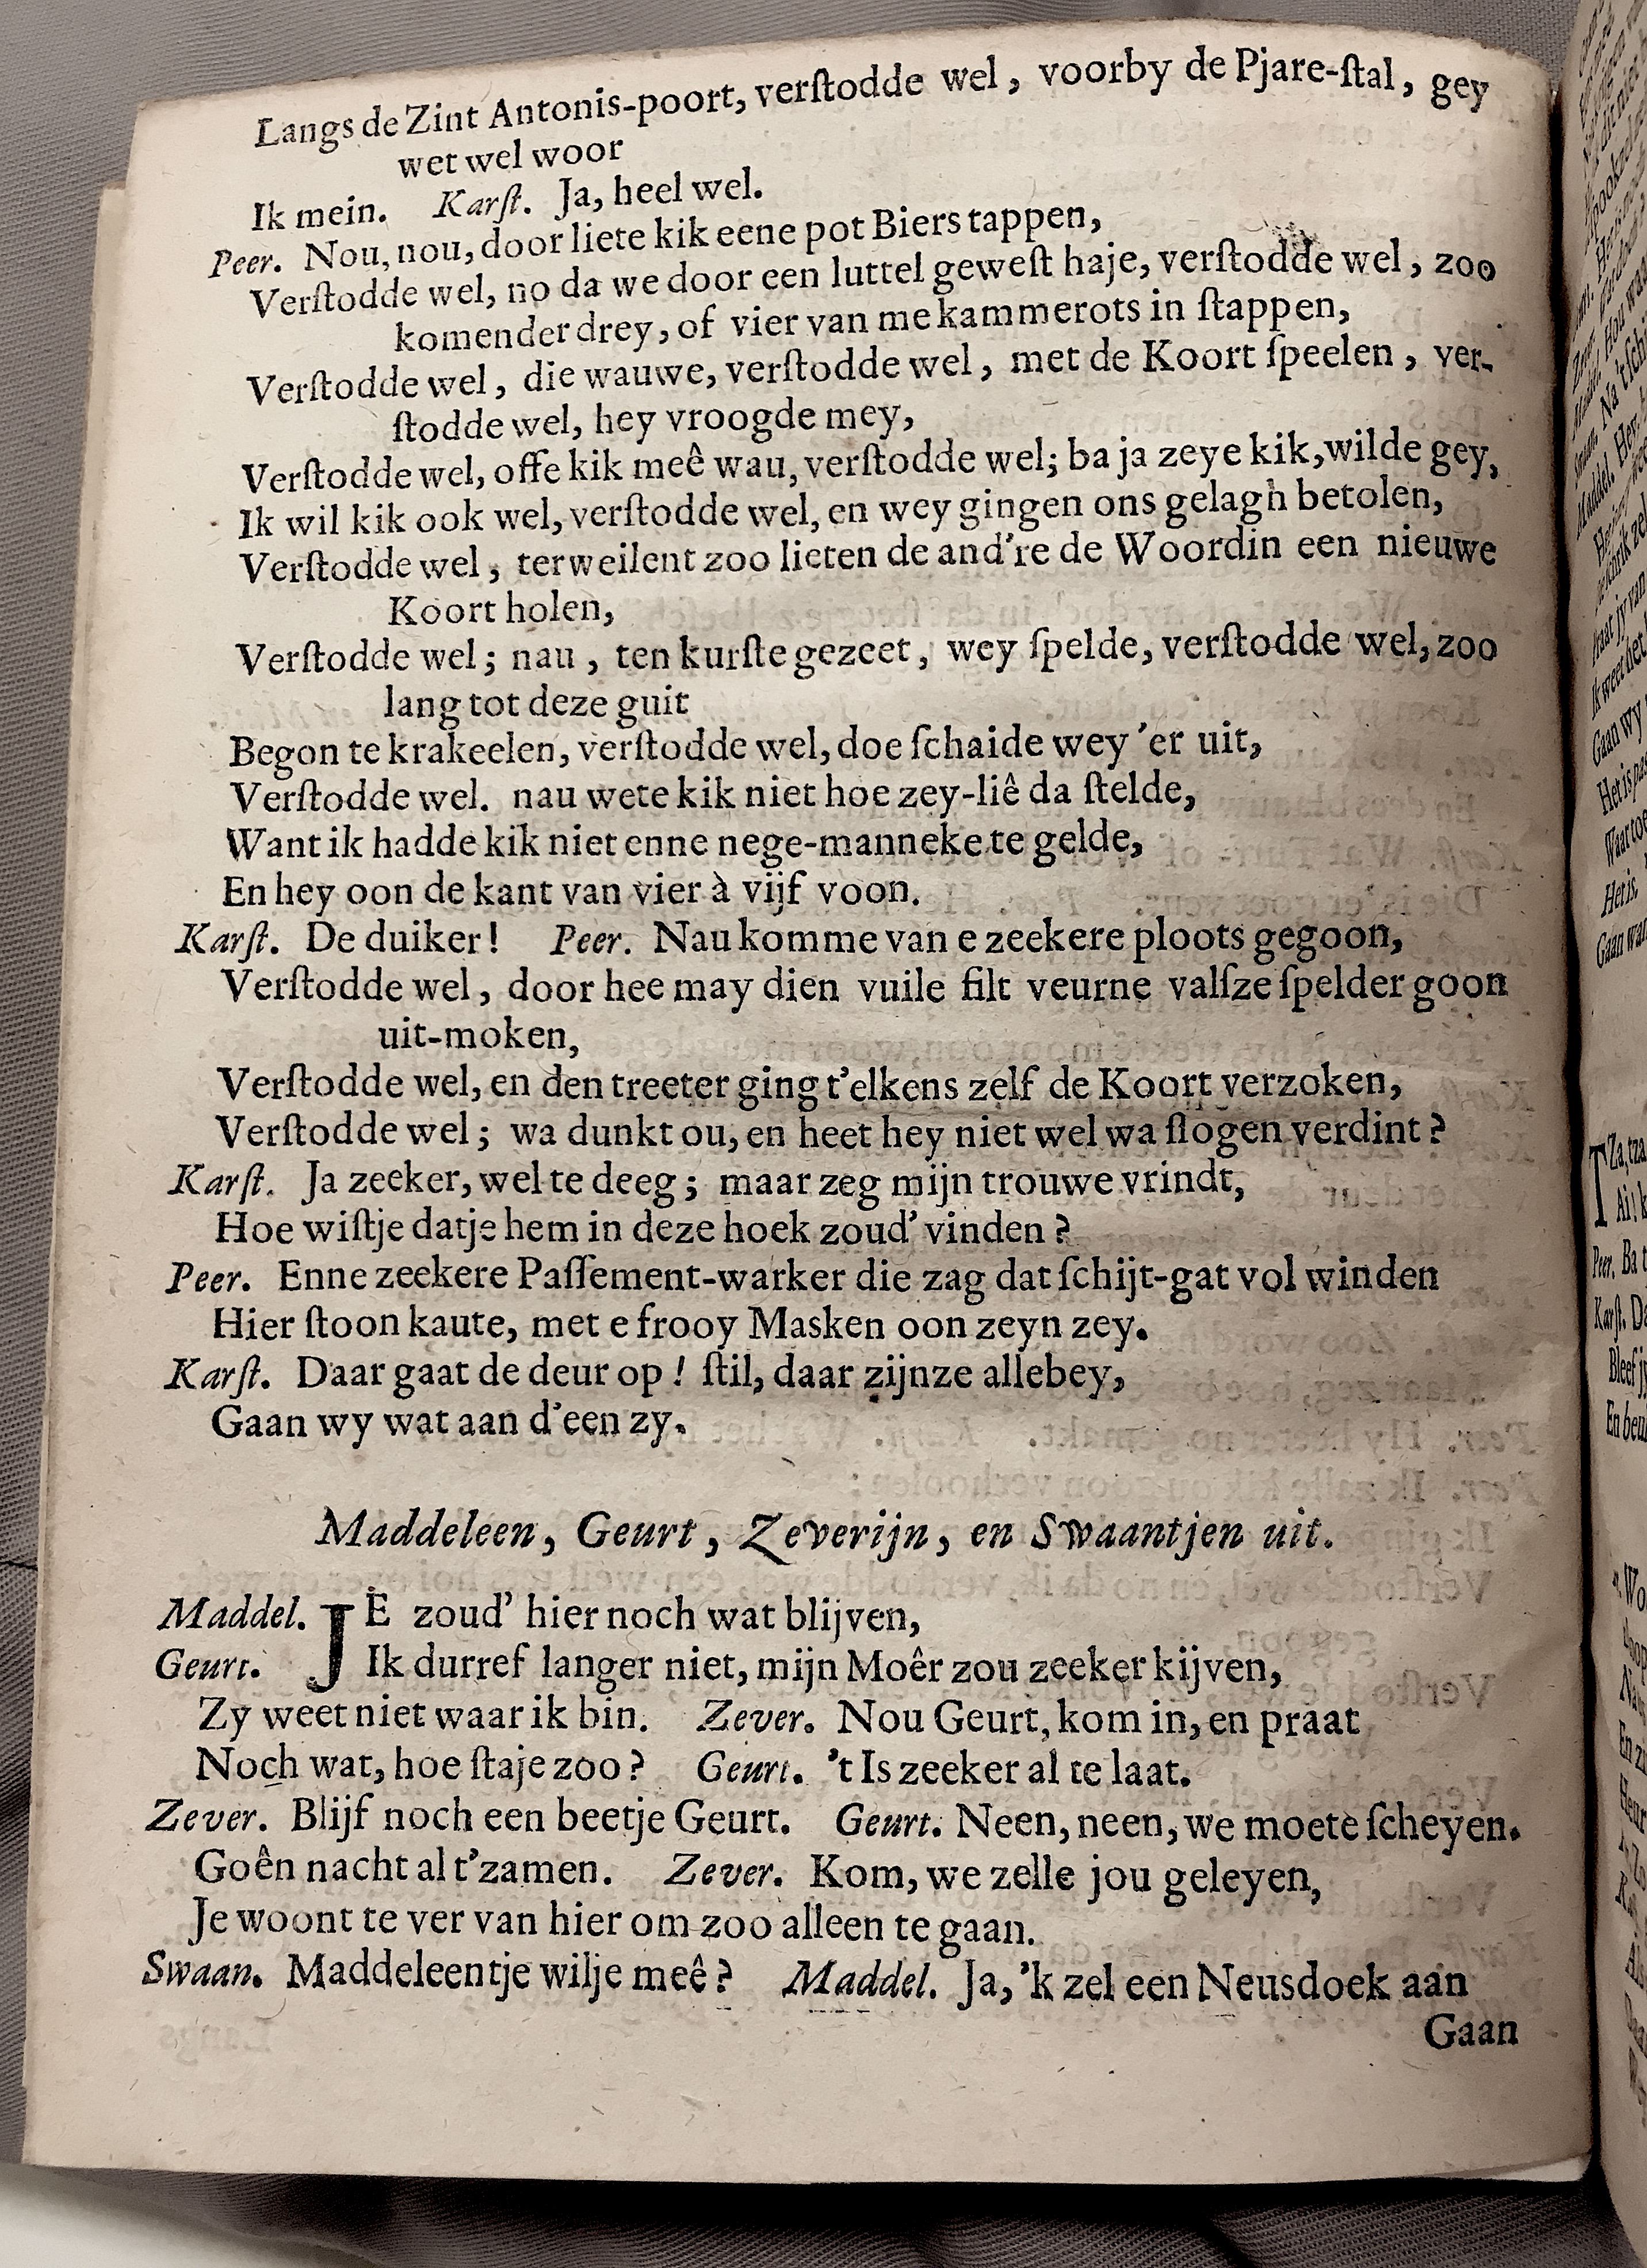 Langs de Zint Antonis-poort, verſtodde wel, voorby de Pjare-ſtal, gey
wet wel woor
Ik mein. Karſt. Ja, heel wel.
Peer. Nou, nou, door liete kik eene pot Biers tappen,
Verſtodde wel, no da we door een luttel geweſt haje, verſtodde wel, zoo
komender drey, of vier van me kammerots in ſtappen,
Verſtodde wel, die wauwe, verſtodde wel, met de Koort ſpeelen, ver-
ſtodde wel, hey vroogde mey,
Verſtodde wel, offe kik meê wau, verſtodde wel; ba ja zeye kik, wilde gey,
Ik wil kik ook wel, verſtodde wel, en wey gingen ons gelagh betolen,
Verſtodde wel, terweilent zoo lieten de and're de Woordin een nieuwe
Koort holen,
Verſtodde wel; nau, ten kurſte gezeet, wey ſpelde, verſtodde wel, zoo
lang tot deze guit
Begon te krakeelen, verſtodde wel, doe ſchaide wey 'er uit,
Verſtodde wel. nau wete kik niet hoe zey-liê da ſtelde,
Want ik hadde kik niet enne nege-manneke te gelde,
En hey oon de kant van vier à vijf voon.
Karſt. De duiker! Peer. Nau komme van e zeekere ploots gegoon,
Verſtodde wel, door hee may dien vuile filt veurne valſze ſpelder goon
uit-moken,
Verſtodde wel, en den treeter ging t'elkens zelf de Koort verzoken,
Verſtodde wel; wa dunkt ou, en heet hey niet wel wa ſlogen verdint?
Karſt. Ja zeeker, wel te deeg; maar zeg mijn trouwe vrindt,
Hoe wiſtje datje hem in deze hoek zoud' vinden?
Peer. Enne zeekere Paſſement-warker die zag dat ſchijt-gat vol winden
Hier ſtoon kaute, met e frooy Masken oon zeyn zey.
Karſt. Daar gaat de deur op! ſtil, daar zijnze allebey,
Gaan wy wat aan d'een zy.
Maddeleen, Geurt, Zeverijn, en Swaantjen uit.
Maddel. JE zoud' hier noch wat blijven,
Geurt. Ik durref langer niet, mijn Moêr zou zeeker kijven,
Zy weet niet waar ik bin. Zever. Nou Geurt, kom in, en praat
Noch wat, hoe ſtaje zoo? Geurt. 't Is zeeker al te laat.
Zever. Blijf noch een beetje Geurt. Geurt. Neen, neen, we moete ſcheyen.
Goên nacht al t'zamen. Zever. Kom, we zelle jou geleyen,
Je woont te ver van hier om zoo alleen te gaan.
Swaan. Maddeleentje wilje meê? Maddel. Ja, 'k zel een Neusdoek aan
Gaan